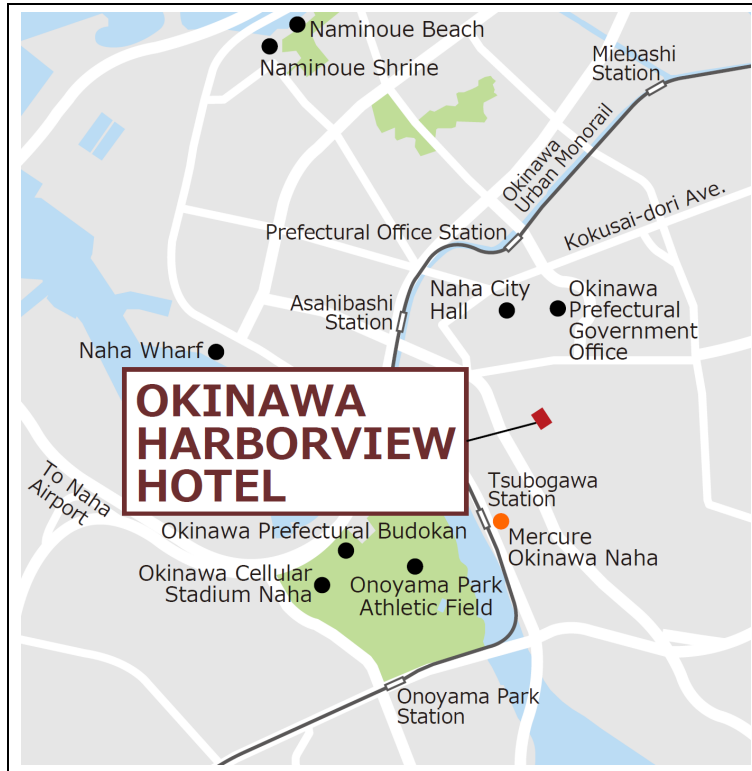 Naminoue Beach
Naminoue Shrine
Miebashi
Station
Okinawa
Urban Monorail
Prefectural Office Station
Kokusai-dori Ave.
Asahibashi
Station
Naha City
Hall
Okinawa
Prefectural
Government
Office
Naha Wharf
OKINAWA
HARBORVIEW
HOTEL
To Naha
Airport
Tsubogawa
Station
Mercure
Okinawa Naha
Okinawa Prefectural Budokan
Okinawa Cellular
Stadium Naha
Onoyama Park
Athletic Field
Onoyama Park
Station